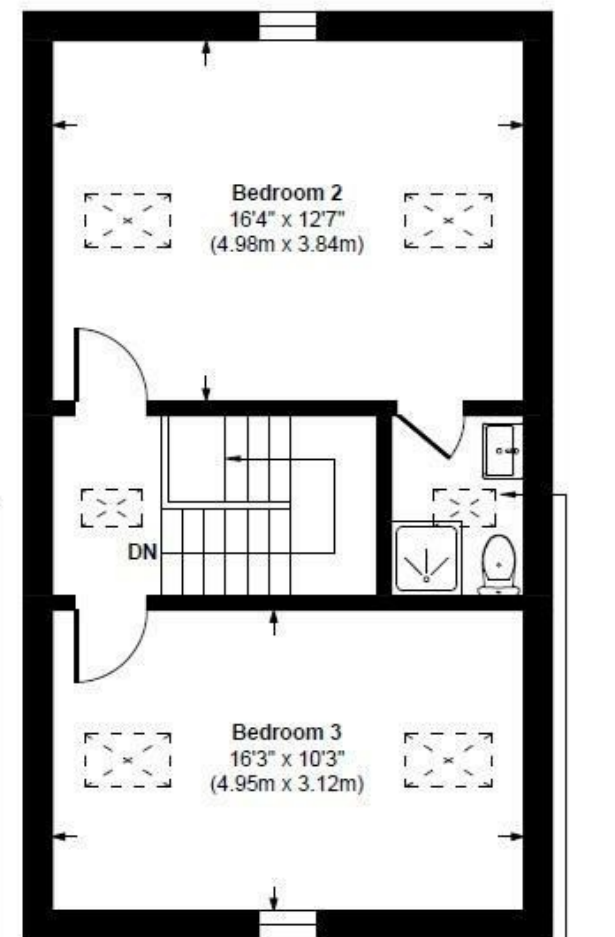 Bedroom 2
16'4" x 12'7"
(4.98m x 3.84m)
DN
Bedroom 3
16'3" x 10'3"
(4.95m x 3.12m)